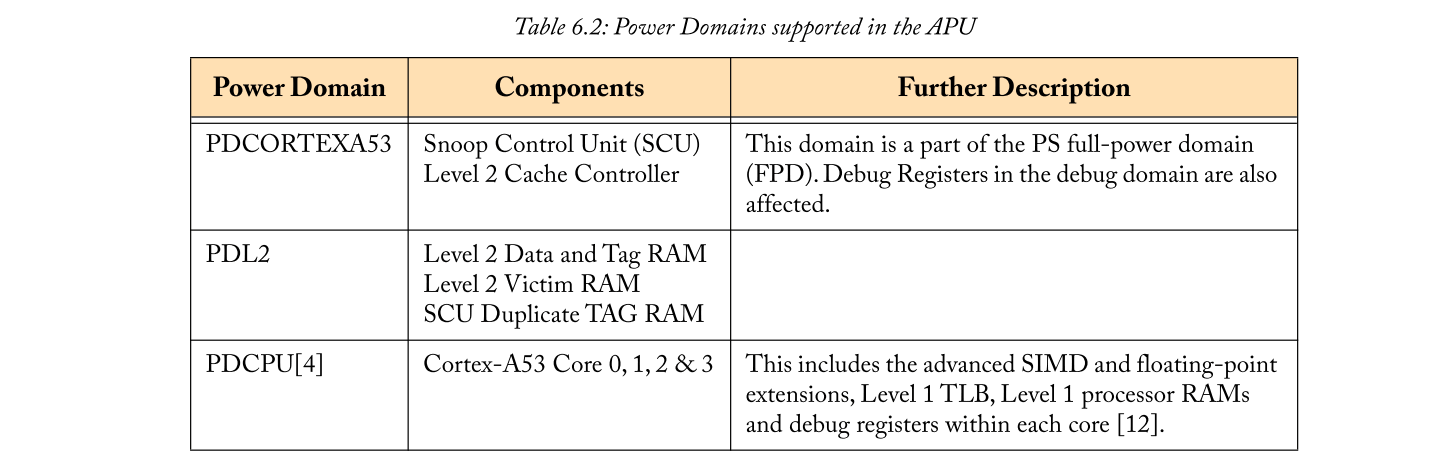 Table 6.2: Power Domains supported in the APU
Power Domain Components Further Description
PDCORTEXA53
Snoop Control Unit (SCU)
Level 2 Cache Controller
This domain is a part of the PS full-power domain
(FPD). Debug Registers in the debug domain are also
affected.
PDL2
Level 2 Data and Tag RAM
Level 2 Victim RAM
SCU Duplicate TAG RAM
PDCPU[4]
Cortex-A53 Core 0, 1, 2 & 3
This includes the advanced SIMD and floating-point
extensions, Level 1 TLB, Level 1 processor RAMs
and debug registers within each core [12].